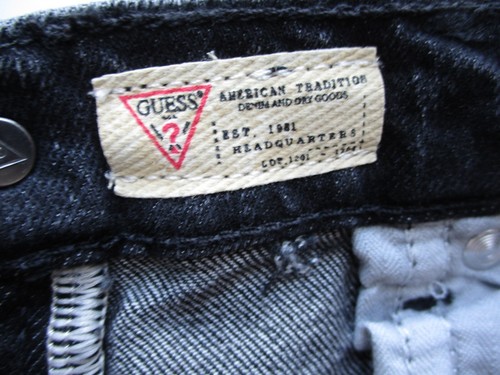 GUESS
?
AMERICAN TRADITION
DENIM AND DRY GOODS
EST. 1981
HEADQUARTERS